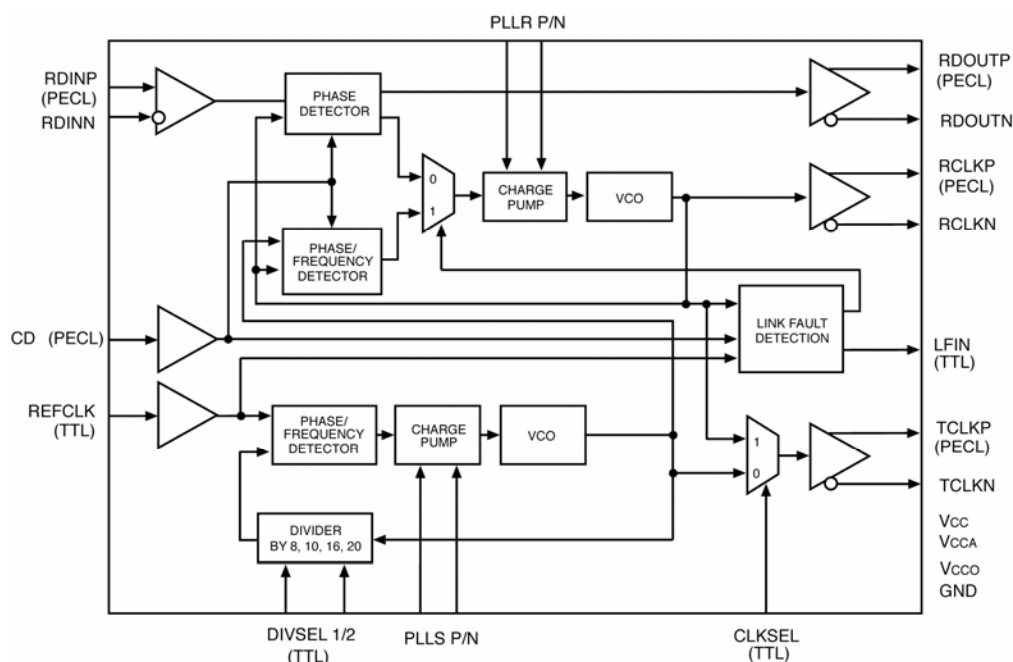 PLLR P/N
RDINP
(PECL)
RDINN
PHASE
DETECTOR
RDOUTP
(PECL)
RDOUTN
0
1
CHARGE
PUMP
VCO
RCLKP
(PECL)
RCLKN
PHASE/
FREQUENCY
DETECTOR
CD (PECL)
LINK FAULT
DETECTION
LFIN
(TTL)
REFCLK
(TTL)
PHASE/
FREQUENCY
DETECTOR
CHARGE
PUMP
VCO
1
0
TCLKP
(PECL)
TCLKN
DIVIDER
BY 8, 10, 16, 20
VCC
VCCA
VCCO
GND
DIVSEL 1/2
(TTL)
PLLS P/N
CLKSEL
(TTL)